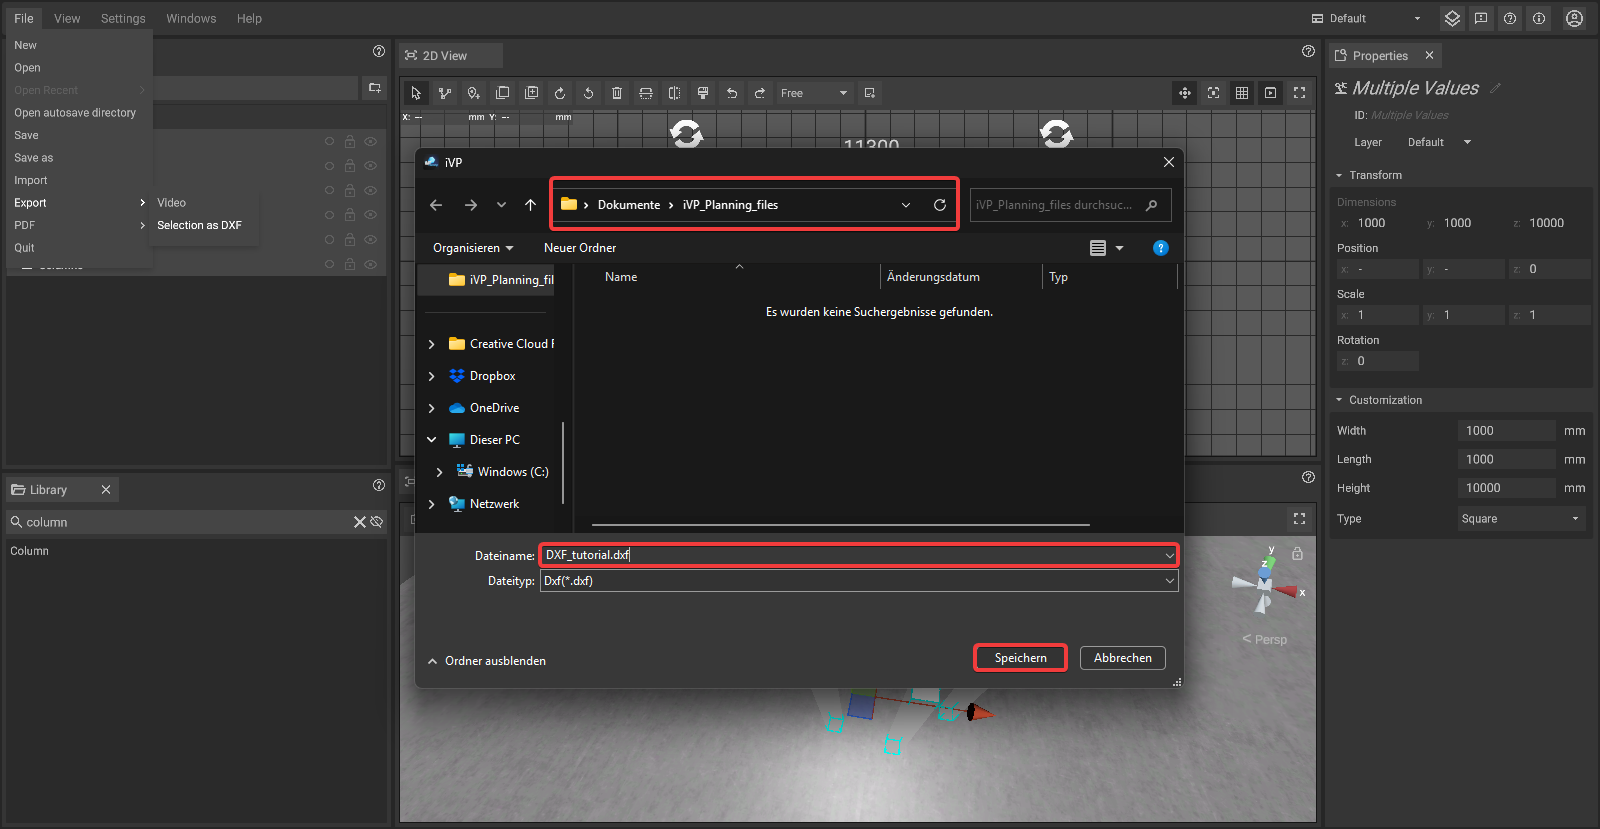 File View Settings Windows Help
Default
New
Open
Open Recent
Open autosave directory
Save
Save as
Import
Export
PDF
Quit
Video
Selection as DXF
2D View
Free
X: -- mm Y: -- mm
11300
iVP
Dokumente iVP_Planning_files
iVP_Planning_files durchsuc...
Organisieren Neuer Ordner
iVP_Planning_fil
Creative Cloud F
Dropbox
OneDrive
Dieser PC
Windows (C:)
Netzwerk
Name Änderungsdatum Typ
Es wurden keine Suchergebnisse gefunden.
Dateiname: DXF_tutorial.dxf
Dateityp: Dxf(*.dxf)
Ordner ausblenden
Speichern Abbrechen
Library
column
Column
y
z
x
< Persp
Properties
Multiple Values
ID: Multiple Values
Layer Default
Transform
Dimensions
x: 1000 y: 1000 z: 10000
Position
x: - y: - z: 0
Scale
x: 1 y: 1 z: 1
Rotation
z: 0
Customization
Width 1000 mm
Length 1000 mm
Height 10000 mm
Type Square